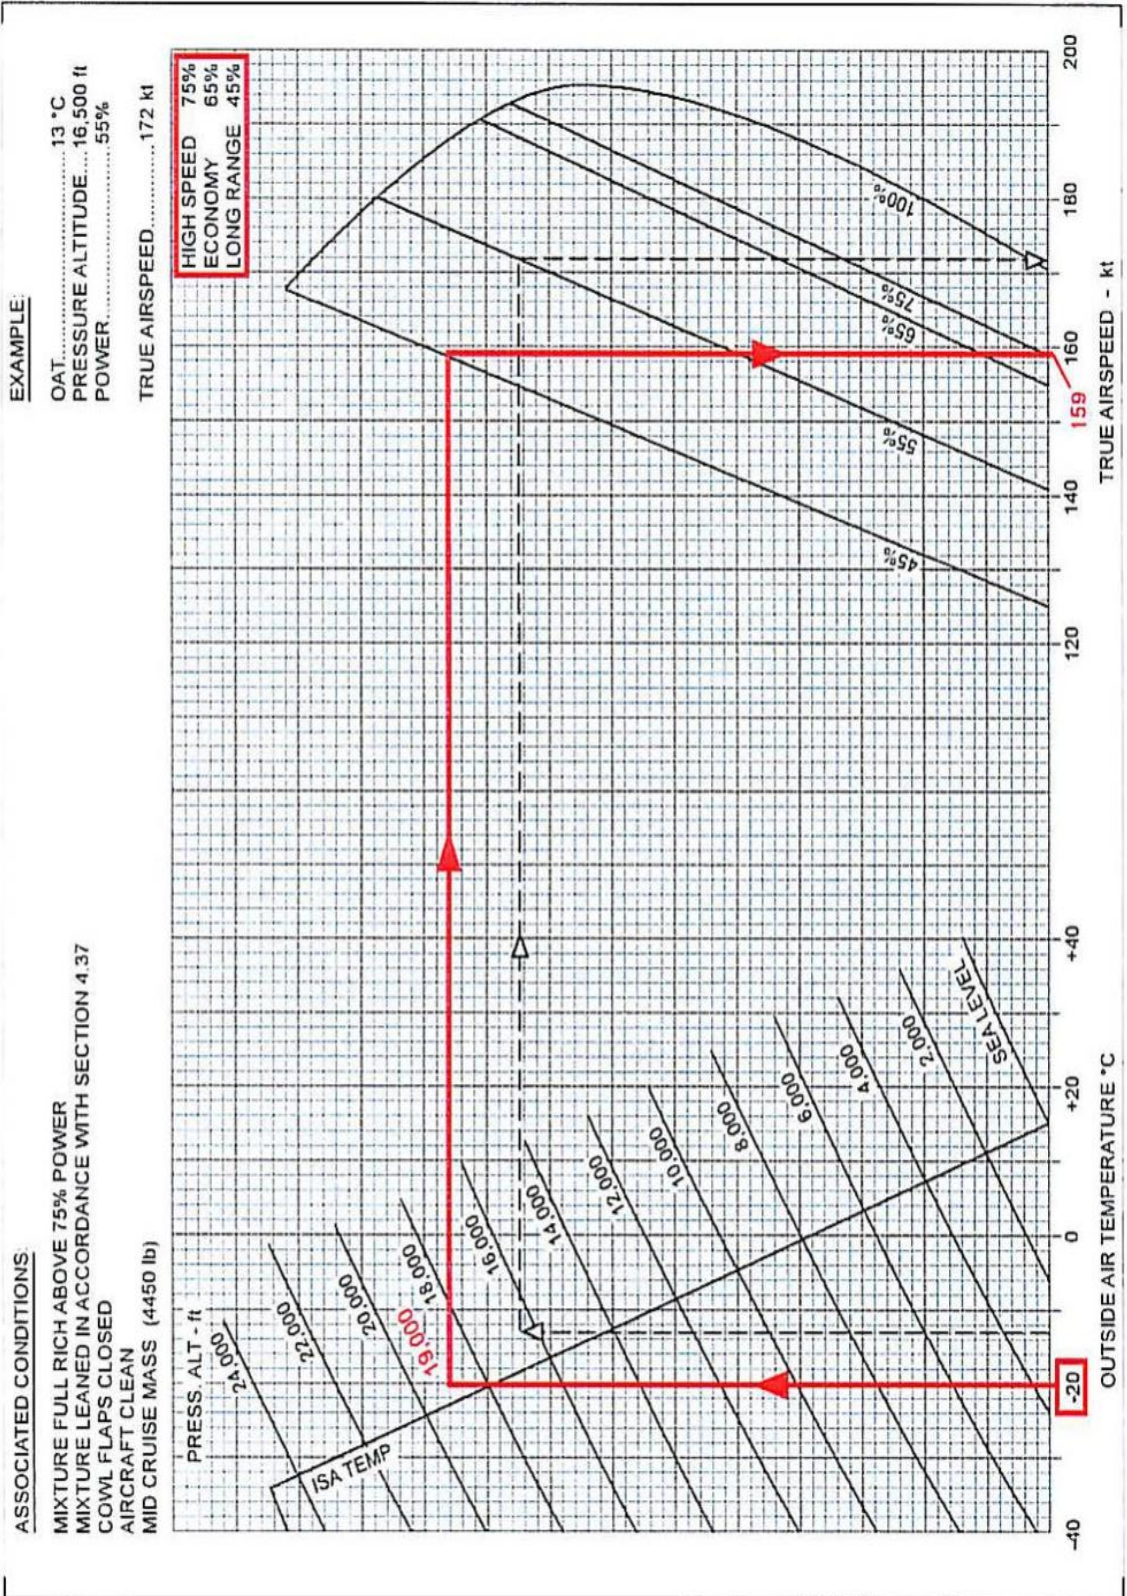 ASSOCIATED CONDITIONS:
MIXTURE FULL RICH ABOVE 75% POWER
MIXTURE LEANED IN ACCORDANCE WITH SECTION 4.37
COWL FLAPS CLOSED
AIRCRAFT CLEAN
MID CRUISE MASS (4450 lb)
EXAMPLE:
OAT....................13 °C
PRESSURE ALTITUDE...16,500 ft
POWER....................55%
TRUE AIRSPEED............172 kt
HIGH SPEED 75%
ECONOMY 65%
LONG RANGE 45%
PRESS. ALT - ft
24,000
22,000
20,000
19,000
18,000
16,000
14,000
12,000
10,000
8,000
6,000
4,000
2,000
SEA LEVEL
ISA TEMP
45%
55%
65%
75%
100%
-40
-20
0
+20
+40
120
140
160
180
200
159
OUTSIDE AIR TEMPERATURE °C
TRUE AIRSPEED - kt